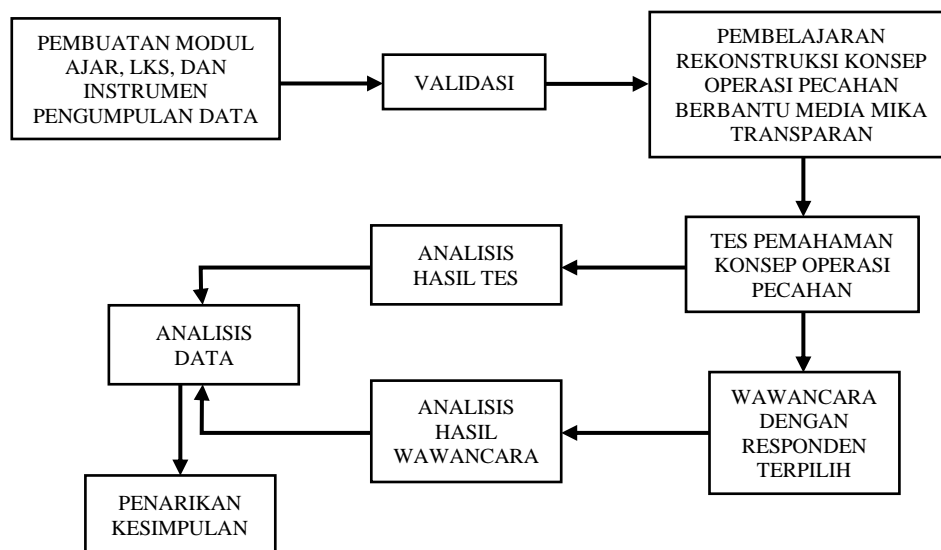 PEMBUATAN MODUL
AJAR, LKS, DAN
INSTRUMEN
PENGUMPULAN DATA
VALIDASI
PEMBELAJARAN
REKONSTRUKSI KONSEP
OPERASI PECAHAN
BERBANTU MEDIA MIKA
TRANSPARAN
TES PEMAHAMAN
KONSEP OPERASI
PECAHAN
ANALISIS
HASIL TES
ANALISIS
DATA
WAWANCARA
DENGAN
RESPONDEN
TERPILIH
ANALISIS
HASIL
WAWANCARA
PENARIKAN
KESIMPULAN